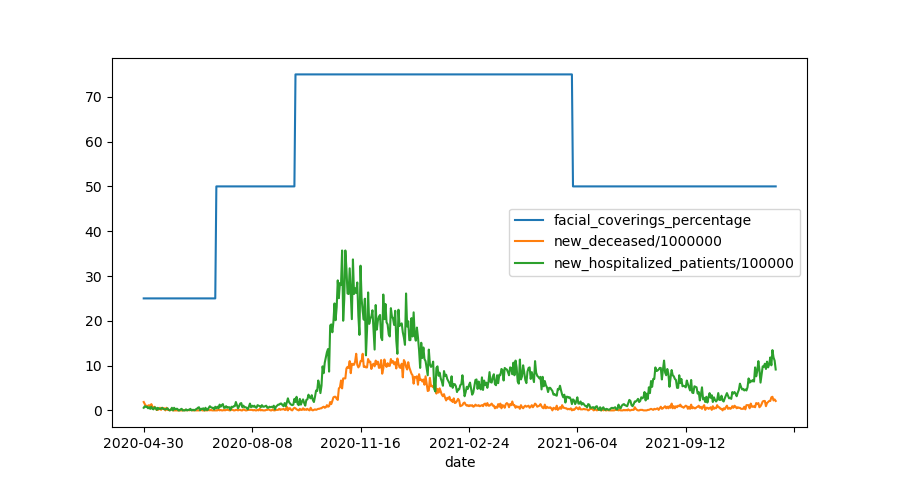 70
60
50
40
30
20
10
0
facial_coverings_percentage
new_deceased/1000000
new_hospitalized_patients/100000
2020-04-30 2020-08-08 2020-11-16 2021-02-24 2021-06-04 2021-09-12
date